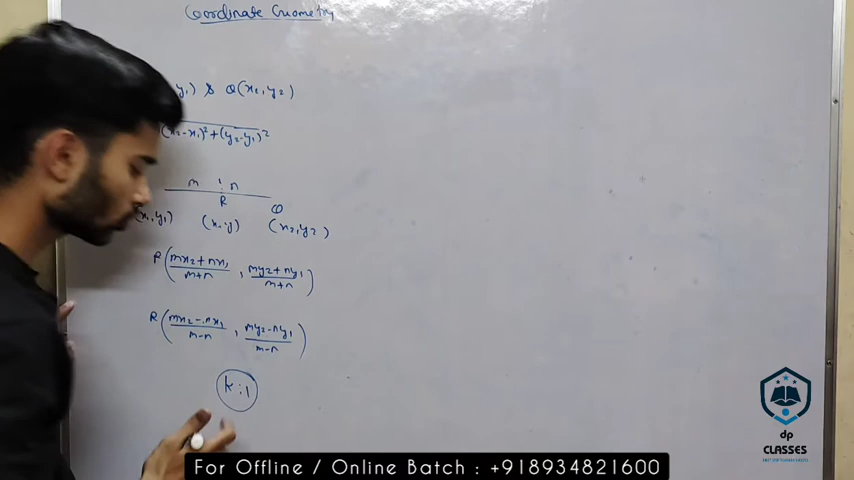 Coordinate Geometry
y₁) & Q(x₂, y₂)
(x₂-x₁)² + (y₂-y₁)²
m : n
R
Q
(x₁, y₁) (x, y) (x₂, y₂)
R(mx₂+nx₁/m+n , my₂+ny₁/m+n)
R(mx₂-nx₁/m-n , my₂-ny₁/m-n)
k:1
dp
CLASSES
For Offline / Online Batch : +918934821600